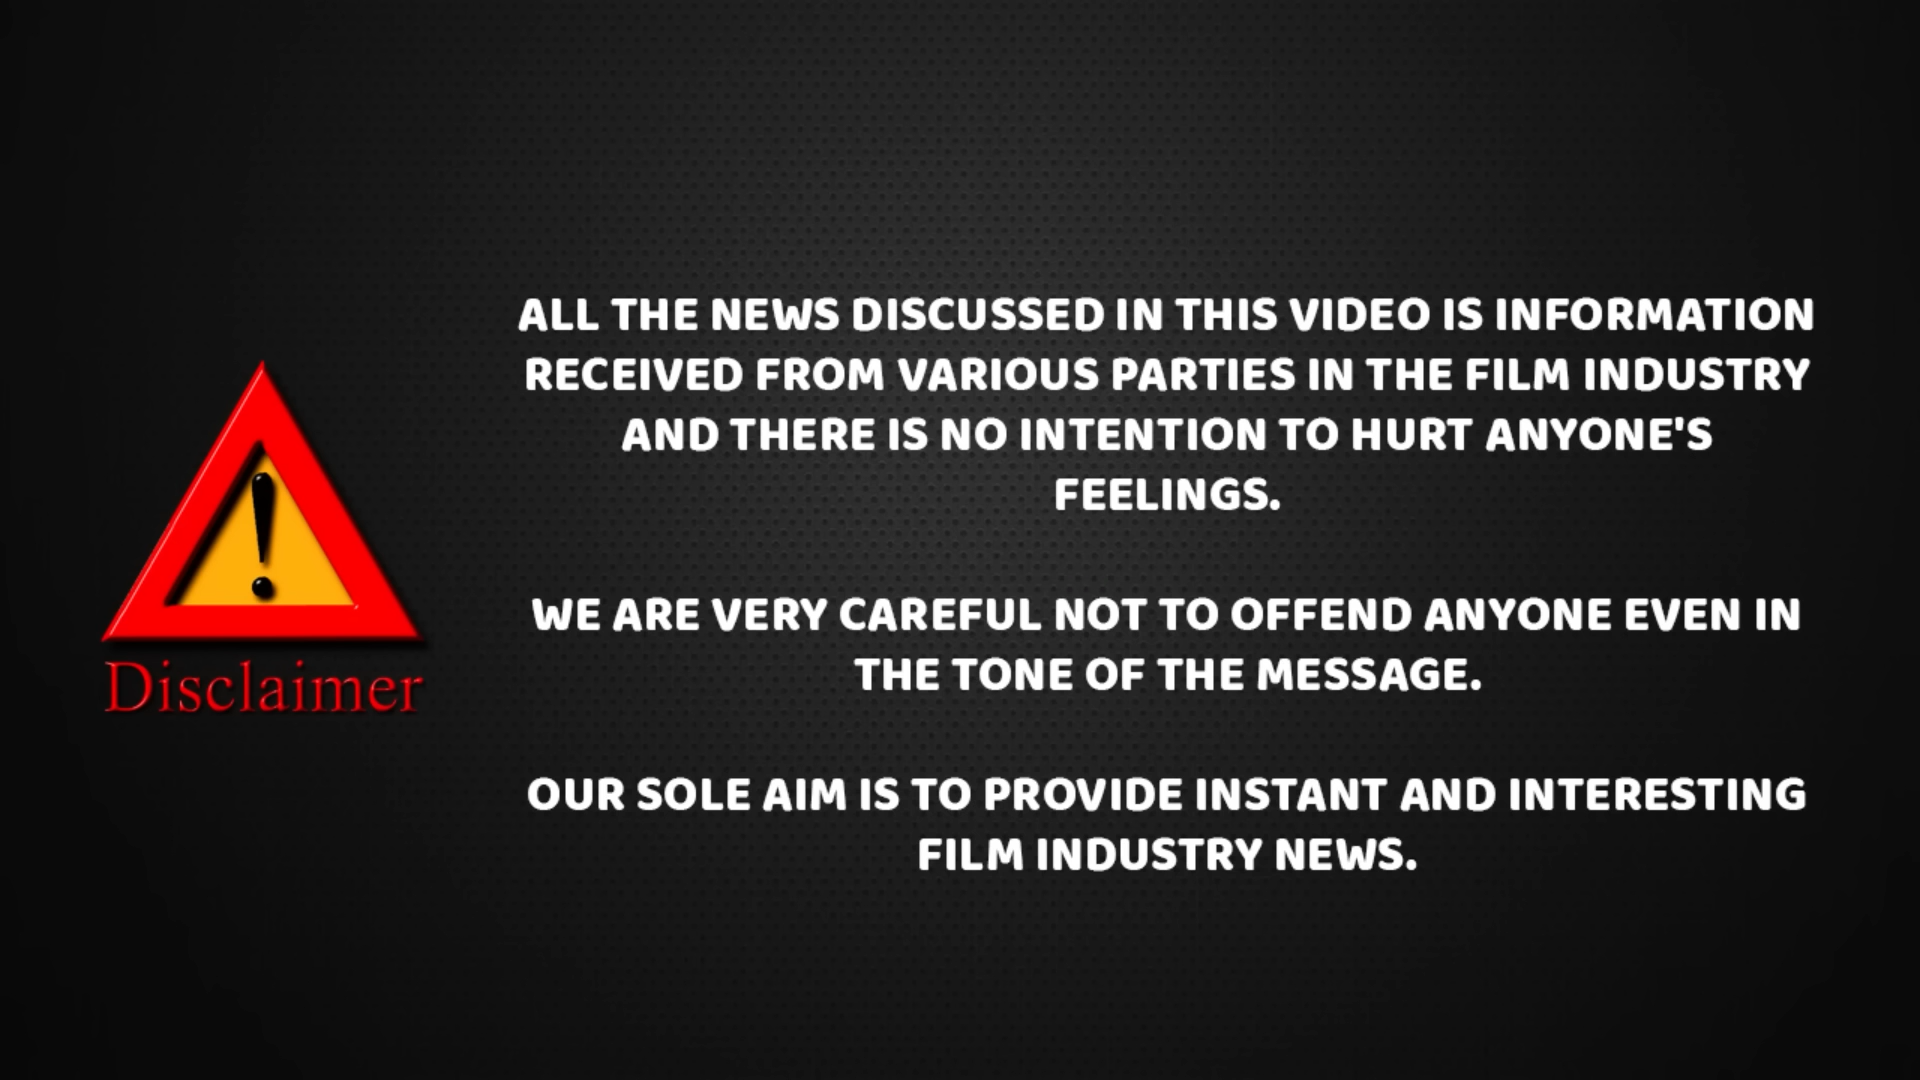 ALL THE NEWS DISCUSSED IN THIS VIDEO IS INFORMATION
RECEIVED FROM VARIOUS PARTIES IN THE FILM INDUSTRY
AND THERE IS NO INTENTION TO HURT ANYONE'S
FEELINGS.
WE ARE VERY CAREFUL NOT TO OFFEND ANYONE EVEN IN
THE TONE OF THE MESSAGE.
OUR SOLE AIM IS TO PROVIDE INSTANT AND INTERESTING
FILM INDUSTRY NEWS.
Disclaimer